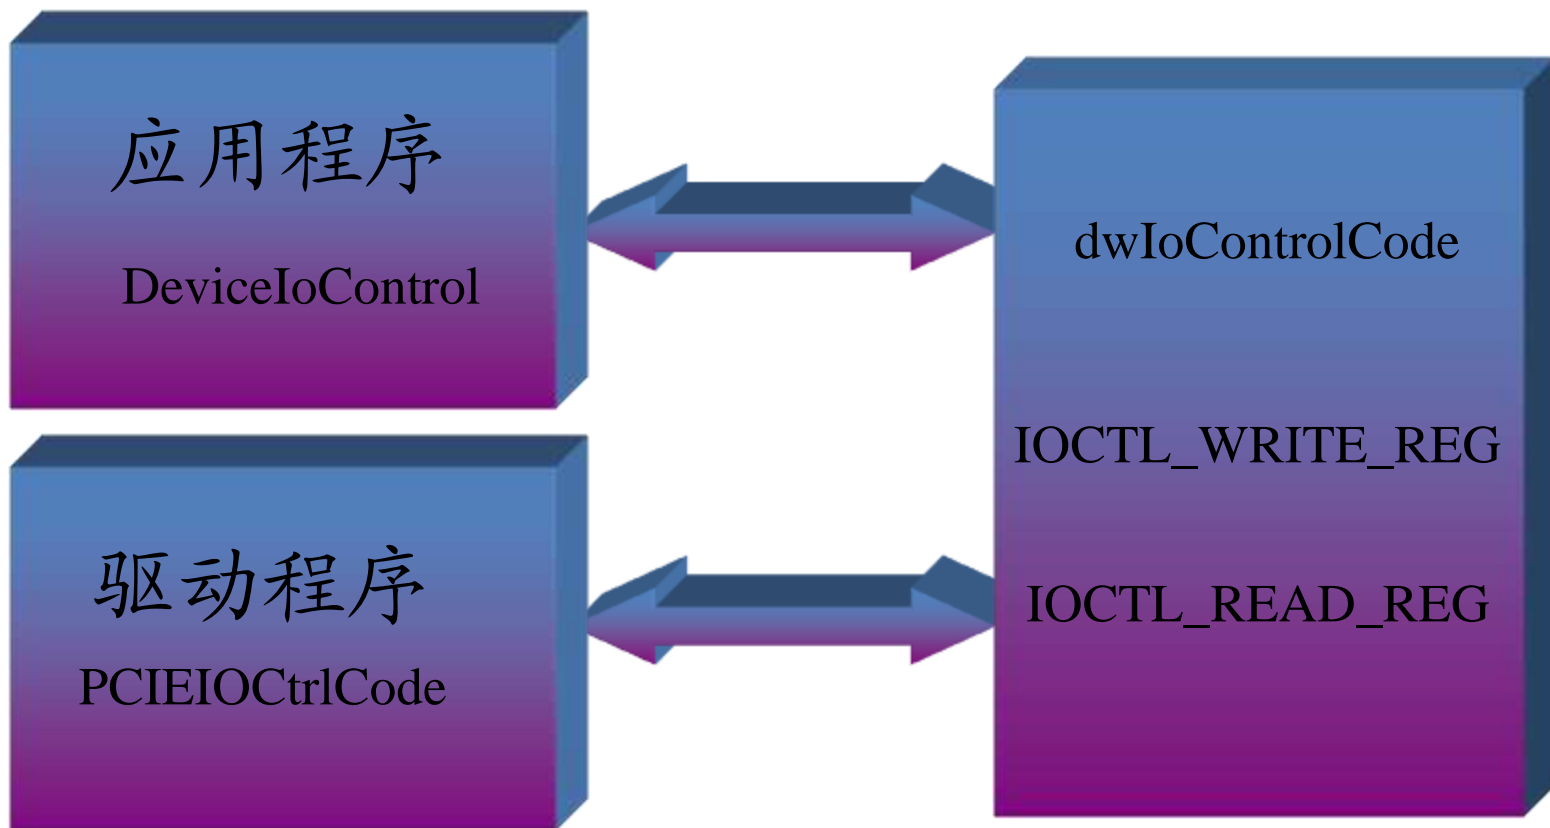 应用程序
DeviceIoControl
驱动程序
PCIEIOCtrlCode
dwIoControlCode
IOCTL_WRITE_REG
IOCTL_READ_REG